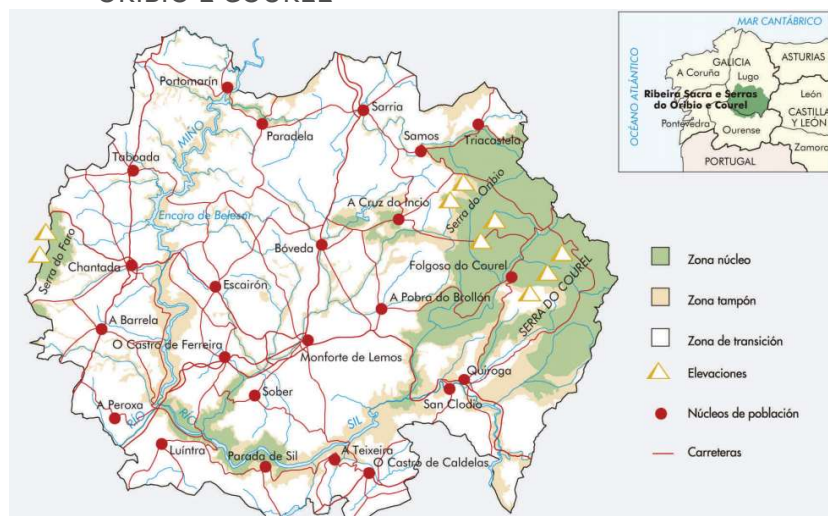 ORIBIO E COUREL
MAR CANTÁBRICO
OCÉANO ATLÁNTICO
GALICIA
ASTURIAS
A Coruña
Lugo
León
Ribeira Sacra e Serras
do Oribio e Courel
CASTILLA
Y LEÓN
Pontevedra
Ourense
Zamora
PORTUGAL
Portomarín
Sarria
Paradela
Samos
Triacastela
MIÑO
Taboada
Serra do Oribio
A Cruz do Incio
Encoro de Belesar
Serra do Faro
Bóveda
Chantada
Folgoso do Courel
Escairón
A Pobra do Brollón
SERRA DO COUREL
A Barrela
O Castro de Ferreira
Monforte de Lemos
Quiroga
Sober
San Clodio
A Peroxa
RÍO
RÍO
SIL
Luíntra
Parada de Sil
A Teixeira
O Castro de Caldelas
Zona núcleo
Zona tampón
Zona de transición
Elevaciones
Núcleos de población
Carreteras